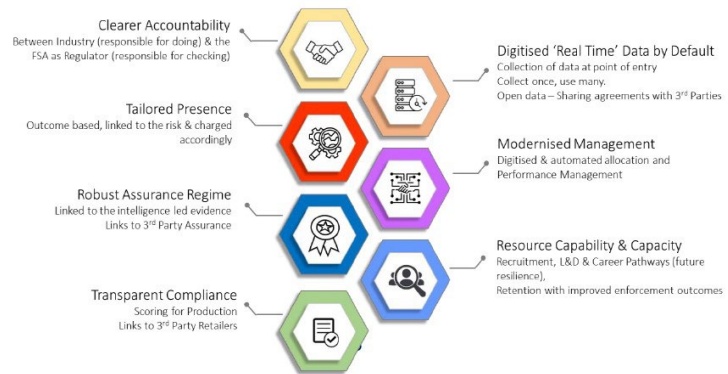 Clearer Accountability
Between Industry (responsible for doing) & the
FSA as Regulator (responsible for checking)
Digitised ‘Real Time’ Data by Default
Collection of data at point of entry
Collect once, use many.
Open data – Sharing agreements with 3rd Parties
Tailored Presence
Outcome based, linked to the risk & charged
accordingly
Modernised Management
Digitised & automated allocation and
Performance Management
Robust Assurance Regime
Linked to the intelligence led evidence
Links to 3rd Party Assurance
Resource Capability & Capacity
Recruitment, L&D & Career Pathways (future
resilience),
Retention with improved enforcement outcomes
Transparent Compliance
Scoring for Production
Links to 3rd Party Retailers